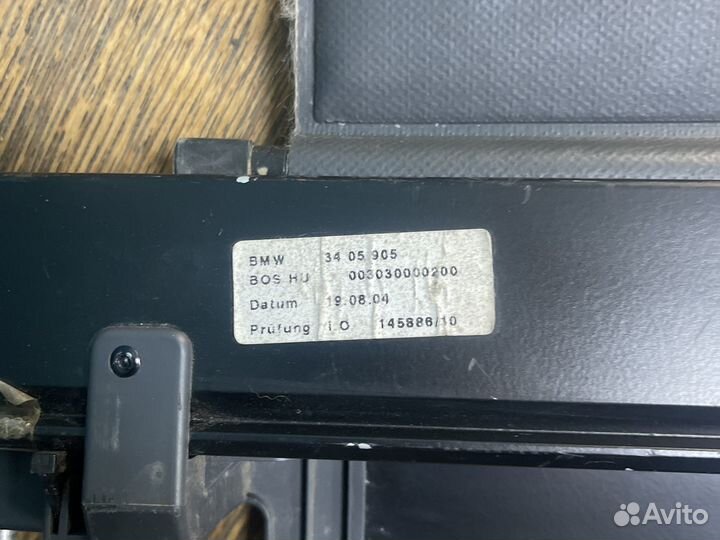 BMW 34 05 905
BOS HU 003030000200
Datum 19.08.04
Prüfung I.O 145886/10
Avito